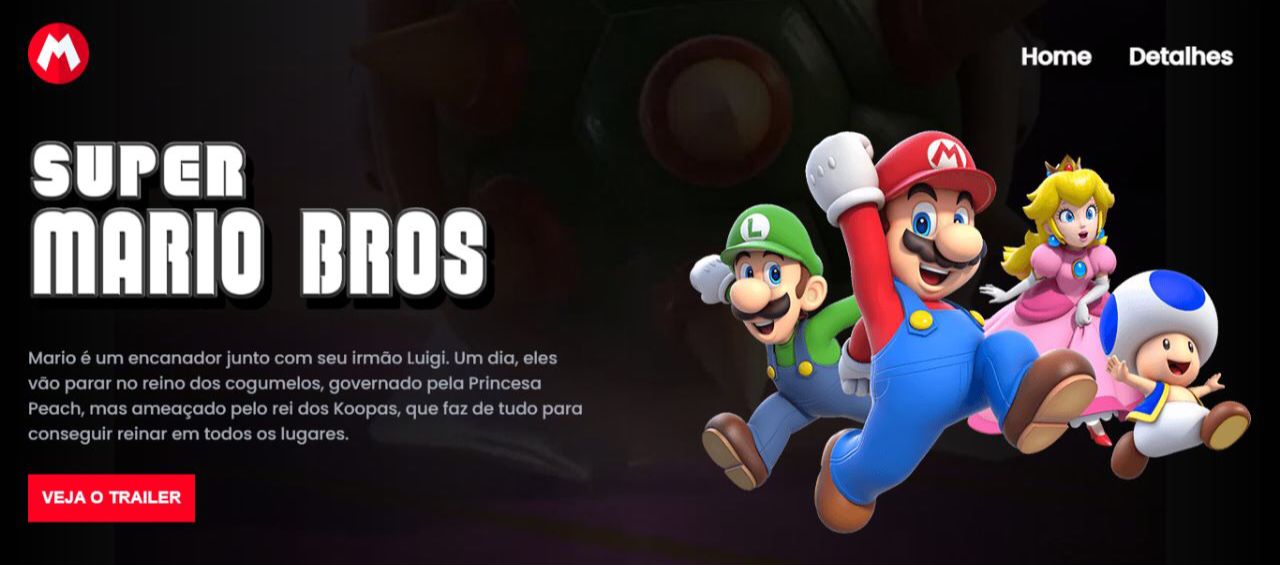 M
Home Detalhes
SUPER
MARIO BROS
M
L
Mario é um encanador junto com seu irmão Luigi. Um dia, eles
vão parar no reino dos cogumelos, governado pela Princesa
Peach, mas ameaçado pelo rei dos Koopas, que faz de tudo para
conseguir reinar em todos os lugares.
VEJA O TRAILER